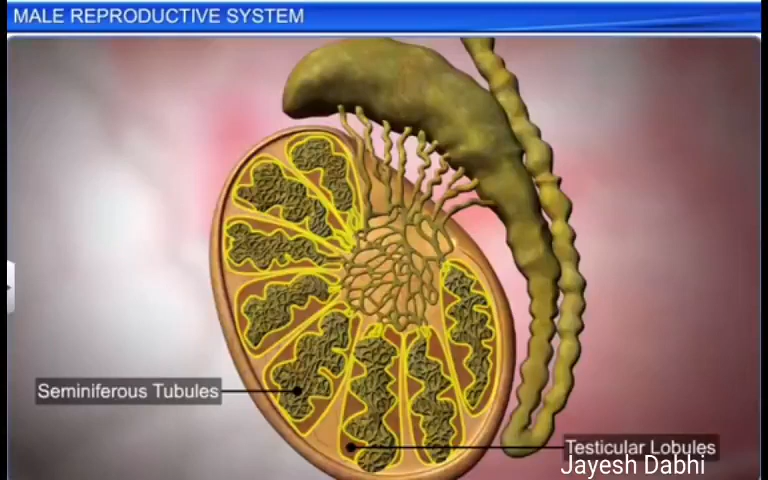 MALE REPRODUCTIVE SYSTEM
Seminiferous Tubules
Testicular Lobules
Jayesh Dabhi